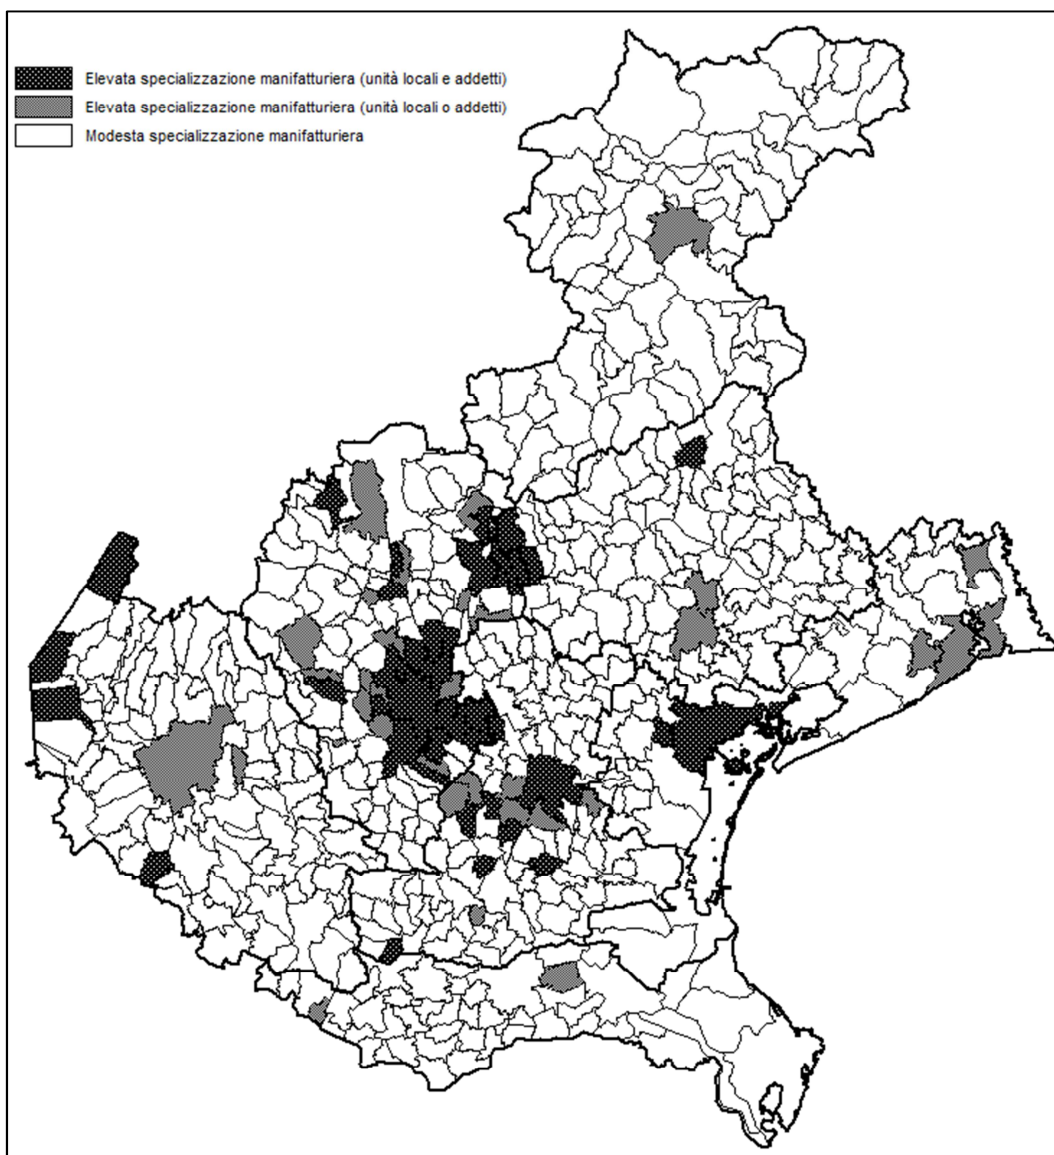 Elevata specializzazione manifatturiera (unità locali e addetti)
Elevata specializzazione manifatturiera (unità locali o addetti)
Modesta specializzazione manifatturiera